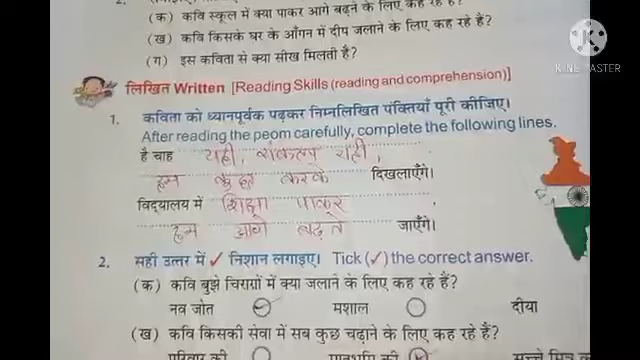 (क) कवि स्कूल में क्या पाकर आगे बढ़ने के लिए कह रहे हैं?
(ख) कवि किसके घर के आँगन में दीप जलाने के लिए कह रहे हैं?
(ग) इस कविता से क्या सीख मिलती है?
KINEMASTER
लिखित Written [Reading Skills (reading and comprehension)]
1. कविता को ध्यानपूर्वक पढ़कर निम्नलिखित पंक्तियाँ पूरी कीजिए।
After reading the peom carefully, complete the following lines.
है चाह यही, संकल्प यही,
हम कुछ करके दिखलाएँगे।
विद्यालय में शिक्षा पाकर,
हम आगे बढ़ते जाएँगे।
2. सही उत्तर में ✓ निशान लगाइए। Tick (✓) the correct answer.
(क) कवि बुझे चिराग़ों में क्या जलाने के लिए कह रहे हैं?
नव जोत मशाल दीया
(ख) कवि किसकी सेवा में सब कुछ चढ़ाने के लिए कह रहे हैं?
परिवार की मातृभूमि की